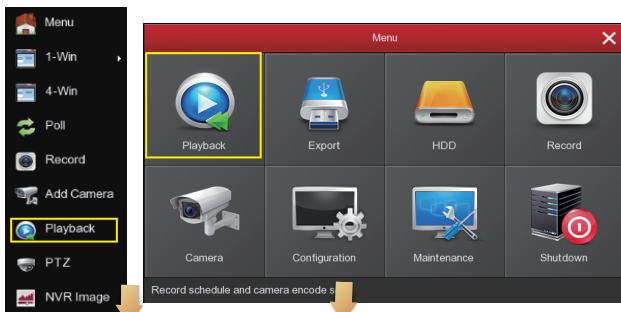 Menu
1-Win
4-Win
Poll
Record
Add Camera
Playback
PTZ
NVR Image
Menu
Playback
Export
HDD
Record
Camera
Configuration
Maintenance
Shutdown
Record schedule and camera encode s